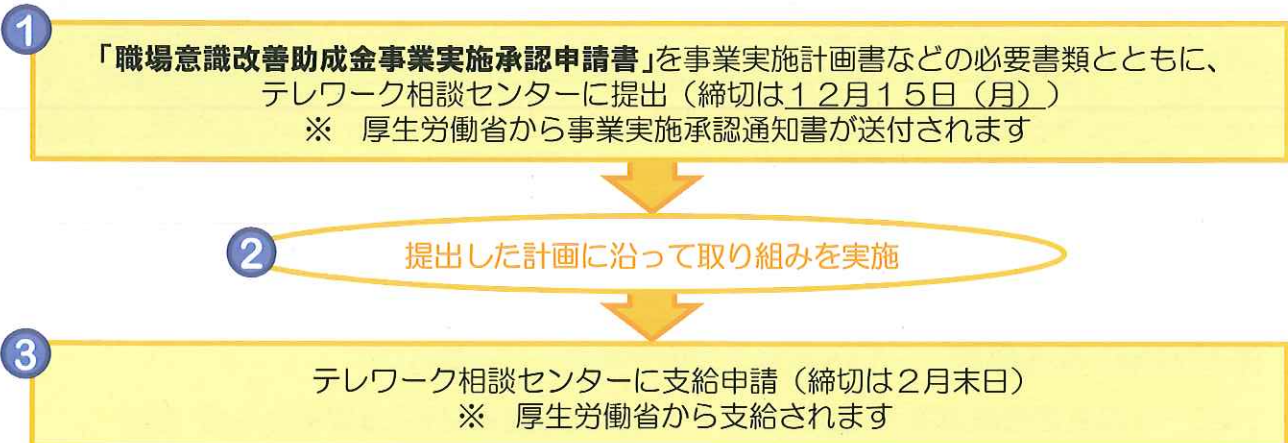 1
「職場意識改善助成金事業実施承認申請書」を事業実施計画書などの必要書類とともに、
テレワーク相談センターに提出（締切は１２月１５日（月））
※　厚生労働省から事業実施承認通知書が送付されます
2
提出した計画に沿って取り組みを実施
3
テレワーク相談センターに支給申請（締切は２月末日）
※　厚生労働省から支給されます